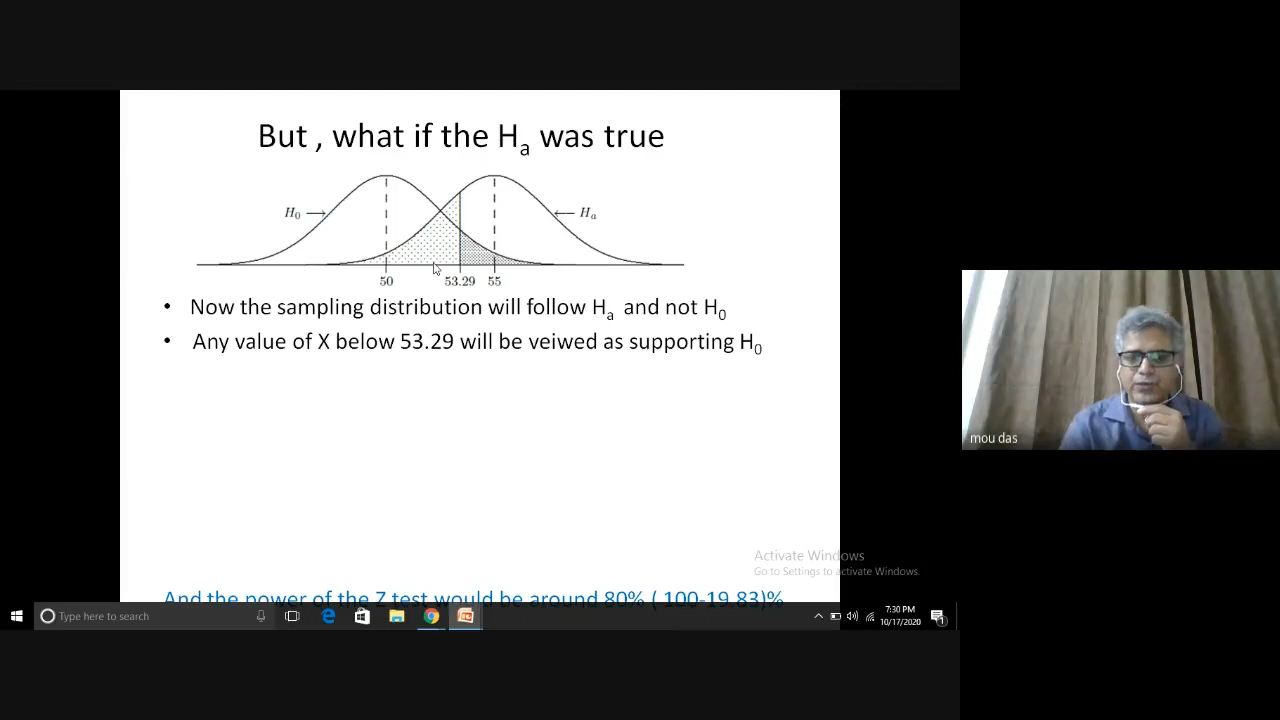 But , what if the Ha was true
H0
Ha
50
53.29
55
• Now the sampling distribution will follow Ha and not H0
• Any value of X below 53.29 will be veiwed as supporting H0
mou das
Activate Windows
Go to Settings to activate Windows.
And the power of the Z test would be around 80% ( 100-19.83)%
Type here to search
7:30 PM
10/17/2020
1